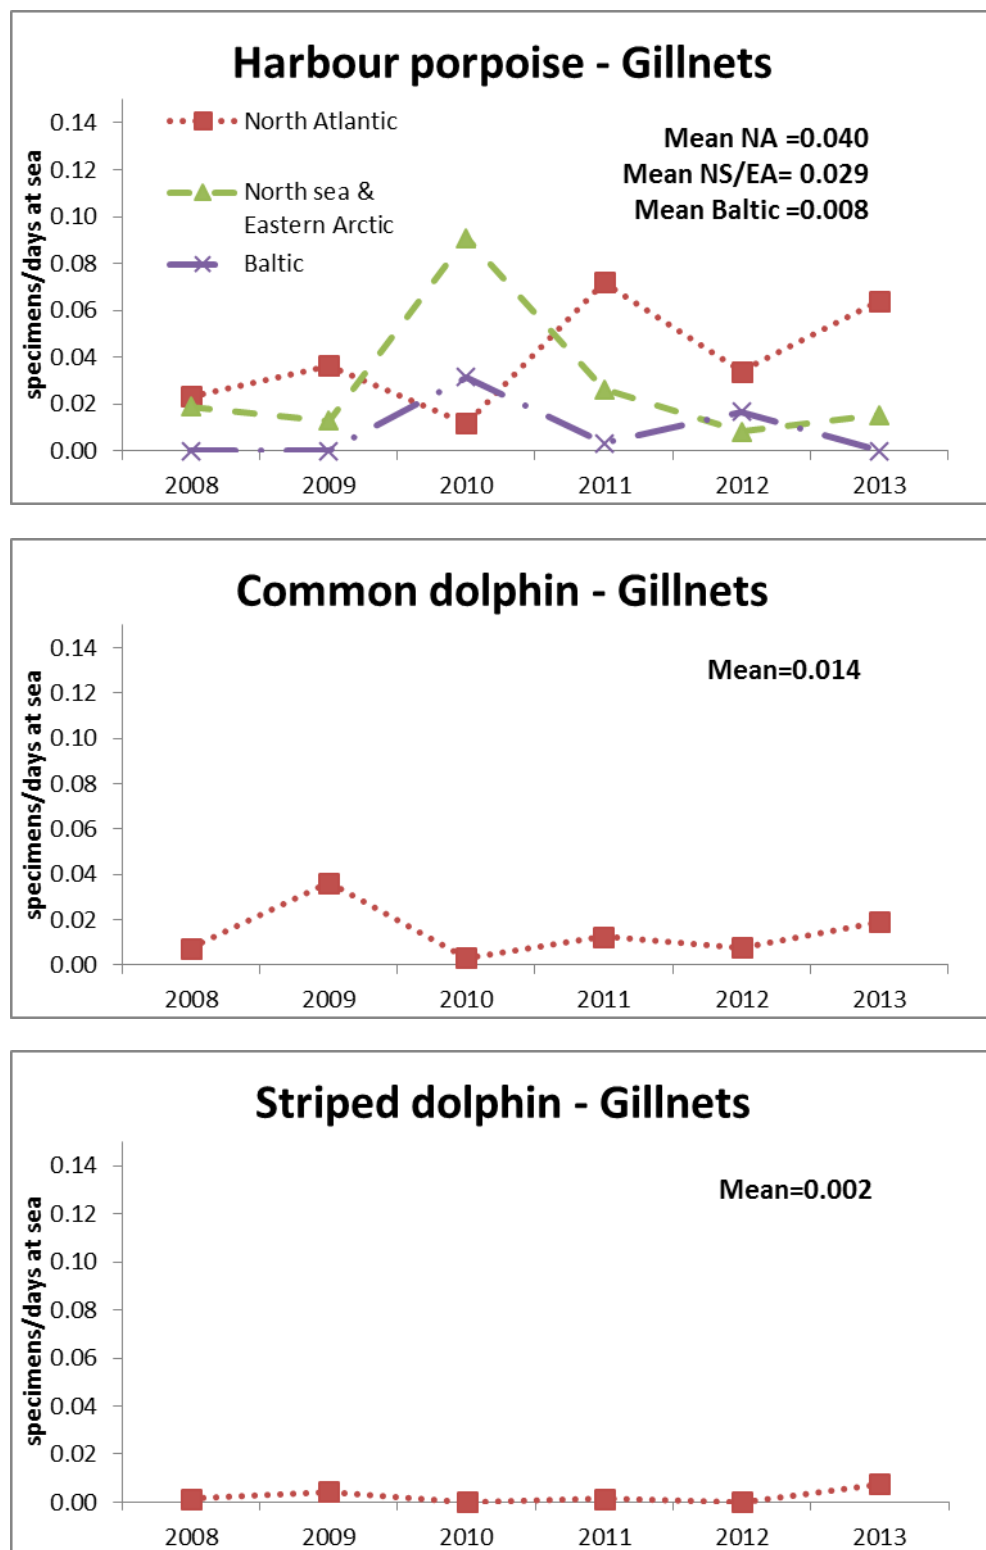 Harbour porpoise - Gillnets
specimens/days at sea
0.14
0.12
0.10
0.08
0.06
0.04
0.02
0.00
North Atlantic
North sea &
Eastern Arctic
Baltic
Mean NA =0.040
Mean NS/EA= 0.029
Mean Baltic =0.008
2008 2009 2010 2011 2012 2013
Common dolphin - Gillnets
specimens/days at sea
0.14
0.12
0.10
0.08
0.06
0.04
0.02
0.00
Mean=0.014
2008 2009 2010 2011 2012 2013
Striped dolphin - Gillnets
specimens/days at sea
0.14
0.12
0.10
0.08
0.06
0.04
0.02
0.00
Mean=0.002
2008 2009 2010 2011 2012 2013